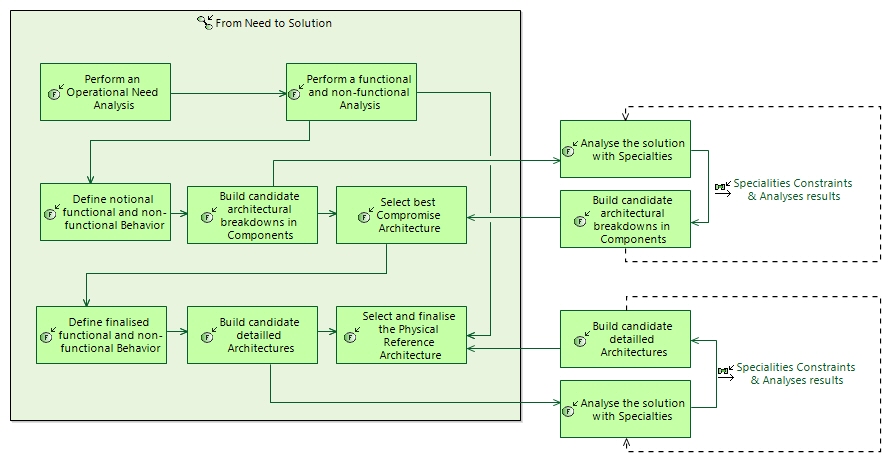 From Need to Solution
Perform an
Operational Need
Analysis
Perform a functional
and non-functional
Analysis
Analyse the solution
with Specialties
Define notional
functional and non-
functional Behavior
Build candidate
architectural
breakdowns in
Components
Select best
Compromise
Architecture
Build candidate
architectural
breakdowns in
Components
Specialities Constraints
& Analyses results
Define finalised
functional and non-
functional Behavior
Build candidate
detailled
Architectures
Select and finalise
the Physical
Reference
Architecture
Build candidate
detailled
Architectures
Analyse the solution
with Specialties
Specialities Constraints
& Analyses results